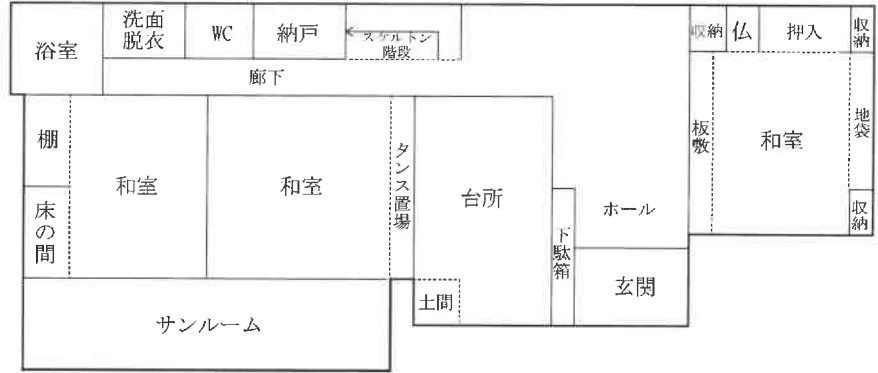 浴室
洗面
脱衣
WC
納戸
スケルトン
階段
収納
仏
押入
収納
廊下
棚
床の間
和室
和室
タンス置場
台所
土間
下駄箱
ホール
玄関
板敷
和室
地袋
収納
サンルーム